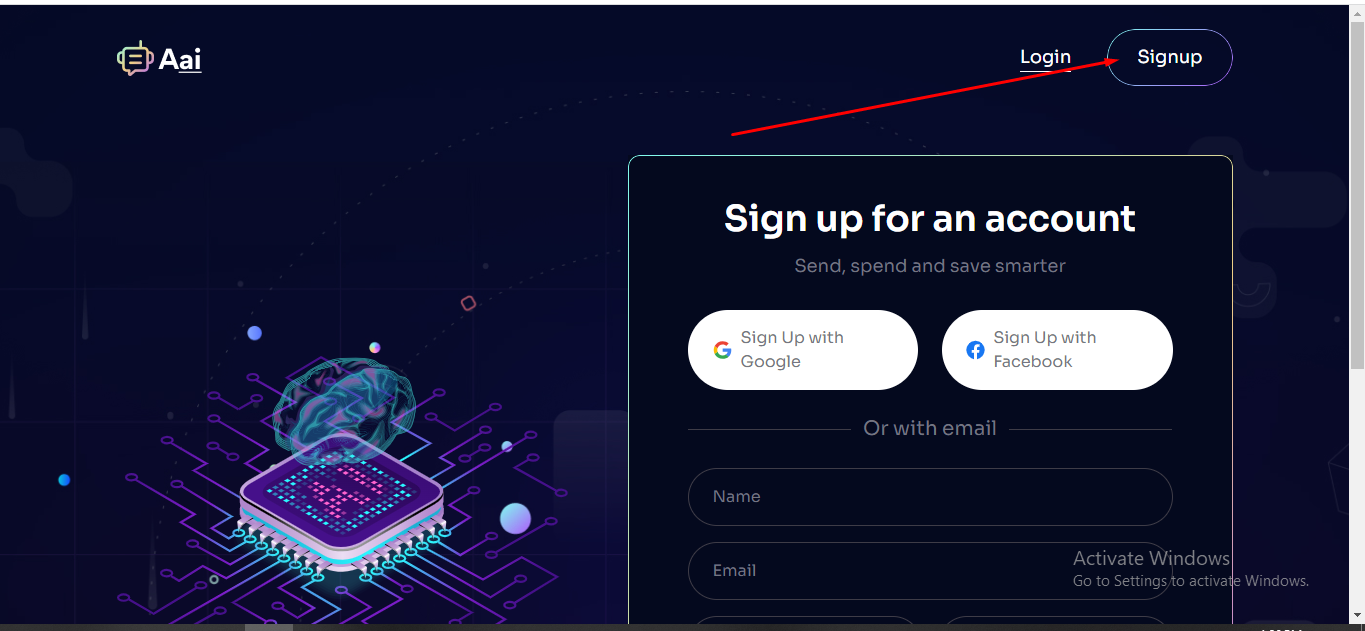 Aai
Login
Signup
Sign up for an account
Send, spend and save smarter
Sign Up with
Google
Sign Up with
Facebook
Or with email
Name
Email
Activate Windows
Go to Settings to activate Windows.